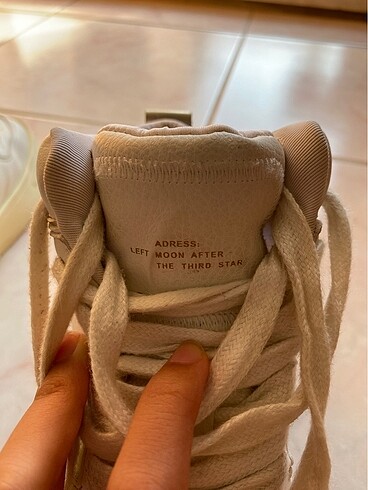 ADRESS:
LEFT MOON AFTER
THE THIRD STAR